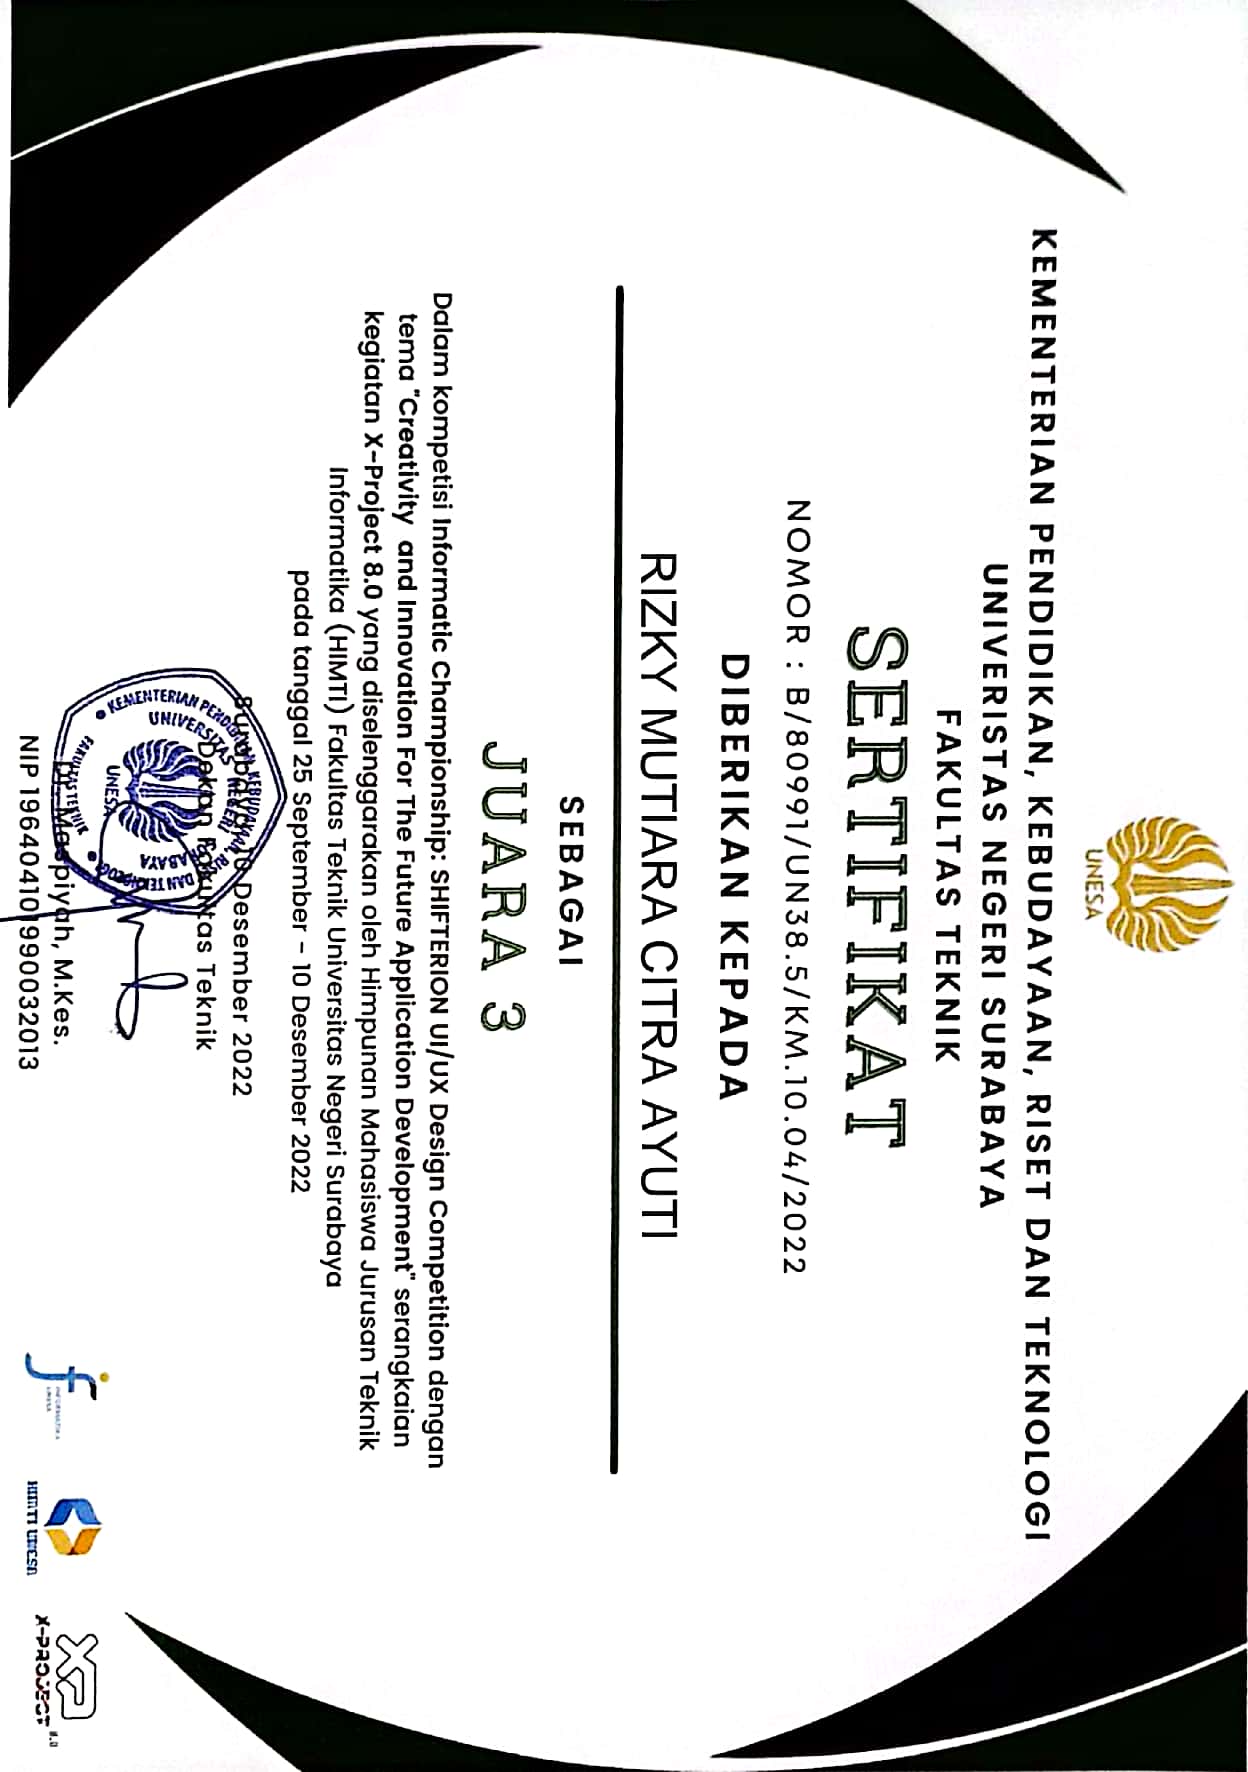 UNESA
KEMENTERIAN PENDIDIKAN, KEBUDAYAAN, RISET DAN TEKNOLOGI
UNIVERISTAS NEGERI SURABAYA
FAKULTAS TEKNIK
SERTIFIKAT
NOMOR : B/80991/UN38.5/KM.10.04/2022
DIBERIKAN KEPADA
RIZKY MUTIARA CITRA AYUTI
SEBAGAI
JUARA 3
Dalam kompetisi Informatic Championship: SHIFTERION UI/UX Design Competition dengan
tema "Creativity and Innovation For The Future Application Development" serangkaian
kegiatan X-Project 8.0 yang diselenggarakan oleh Himpunan Mahasiswa Jurusan Teknik
Informatika (HIMTI) Fakultas Teknik Universitas Negeri Surabaya
pada tanggal 25 September - 10 Desember 2022
Surabaya, 10 Desember 2022
Dekan Fakultas Teknik
KEMENTERIAN PENDIDIKAN, KEBUDAYAAN, RISET DAN TEKNOLOGI
UNIVERSITAS NEGERI SURABAYA
UNESA
FAKULTAS TEKNIK
Dr. Maspiyah, M.Kes.
NIP 196404101990032013
INFORMATIKA
UNESA
HIMTI UNESA
XP
X-PROJECT 8.0